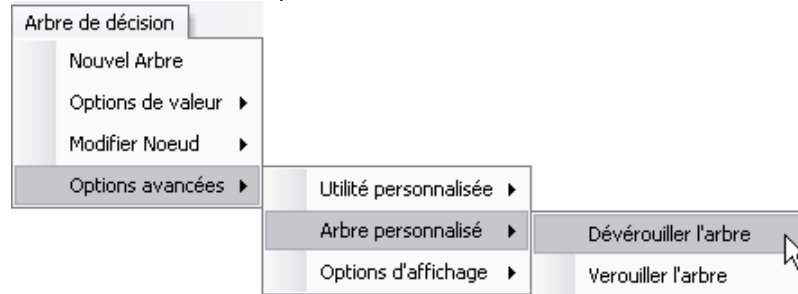 Arbre de décision
Nouvel Arbre
Options de valeur
Modifier Noeud
Options avancées
Utilité personnalisée
Arbre personnalisé
Dévérouiller l'arbre
Options d'affichage
Verouiller l'arbre